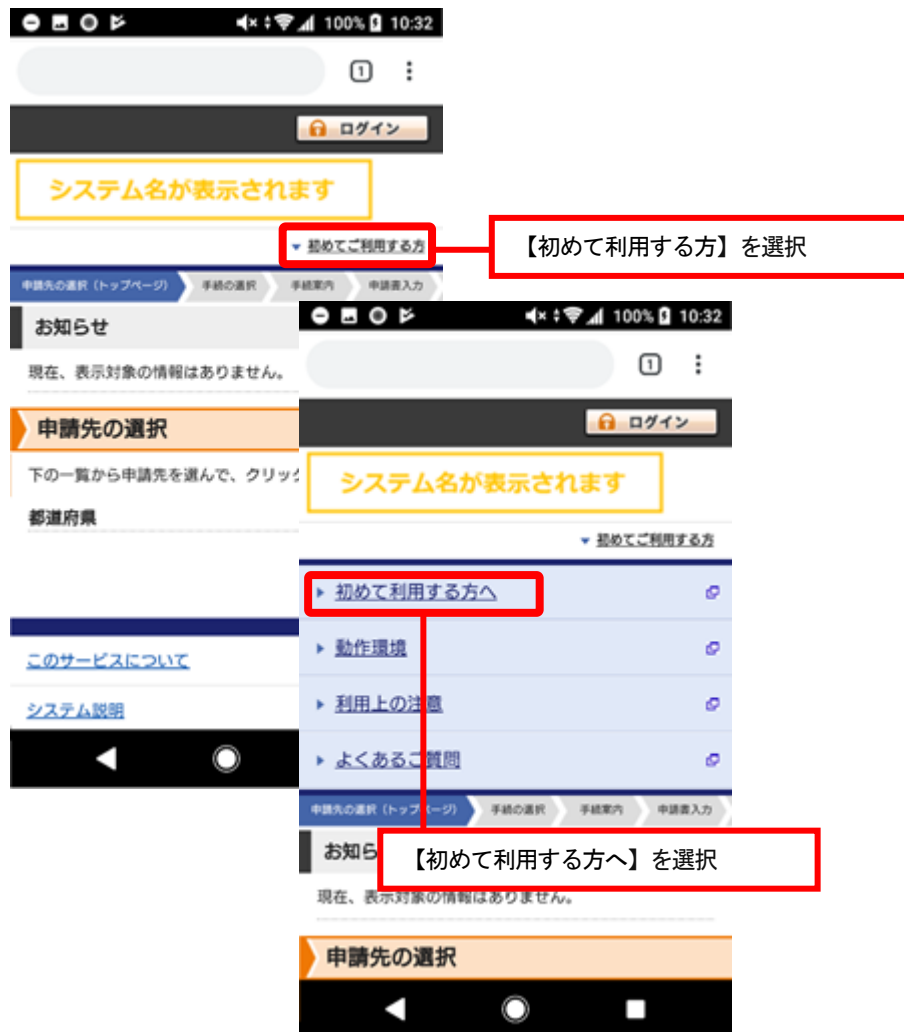 100% 10:32
1
ログイン
システム名が表示されます
初めてご利用する方
【初めて利用する方】を選択
申請先の選択（トップページ） 手続の選択 手続案内 申請書入力
お知らせ
現在、表示対象の情報はありません。
申請先の選択
下の一覧から申請先を選んで、クリック
都道府県
このサービスについて
システム説明
100% 10:32
1
ログイン
システム名が表示されます
初めてご利用する方
初めて利用する方へ
動作環境
利用上の注意
よくあるご質問
申請先の選択（トップページ） 手続の選択 手続案内 申請書入力
お知ら
【初めて利用する方へ】を選択
現在、表示対象の情報はありません。
申請先の選択